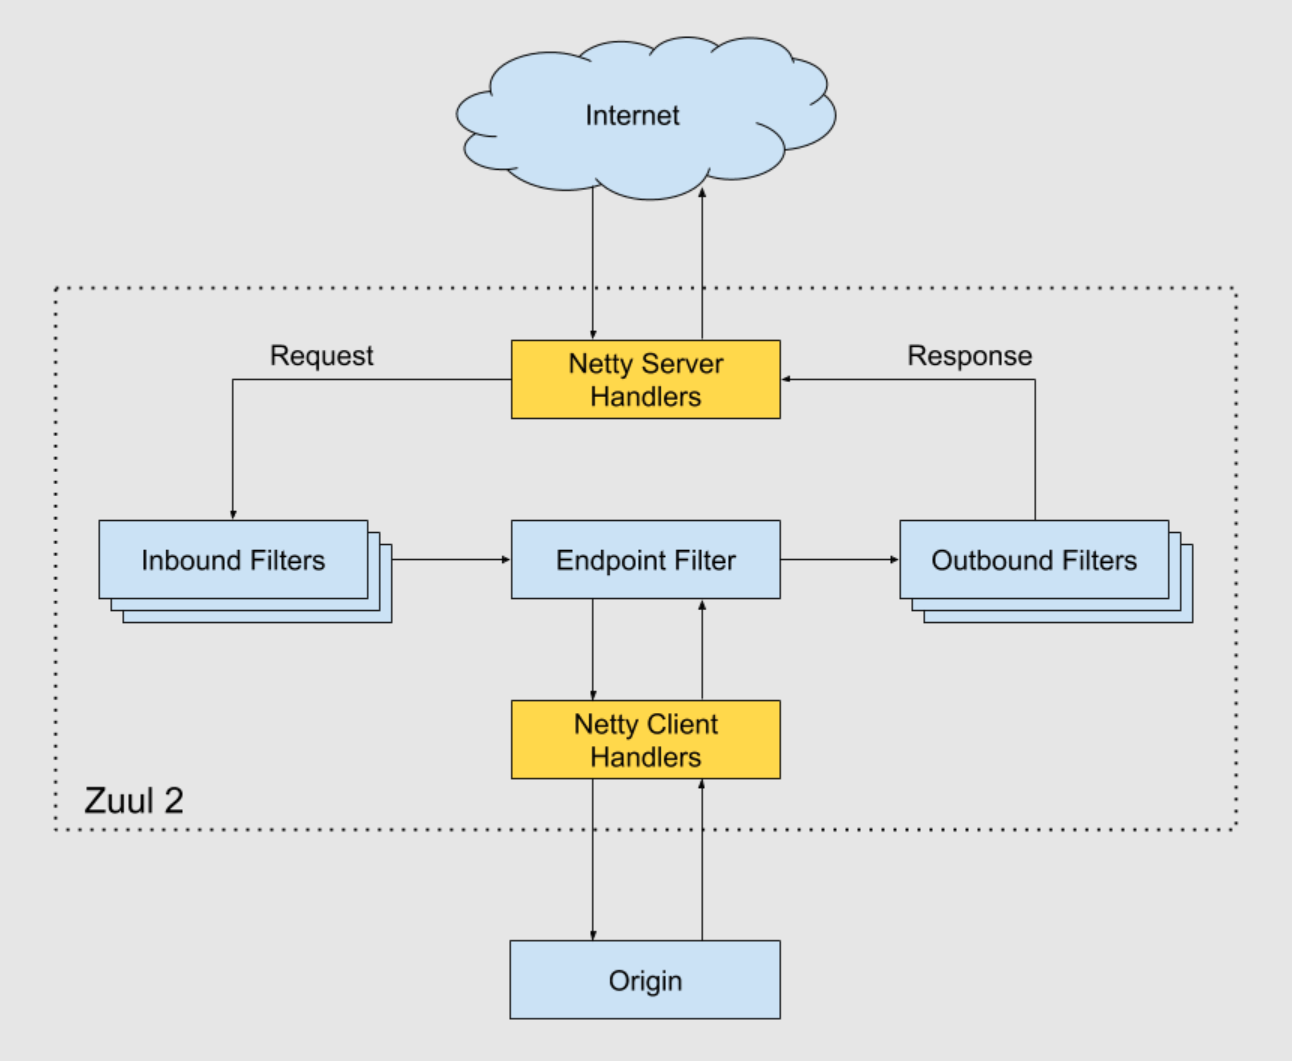 Internet
Request
Netty Server
Handlers
Response
Inbound Filters
Endpoint Filter
Outbound Filters
Netty Client
Handlers
Zuul 2
Origin